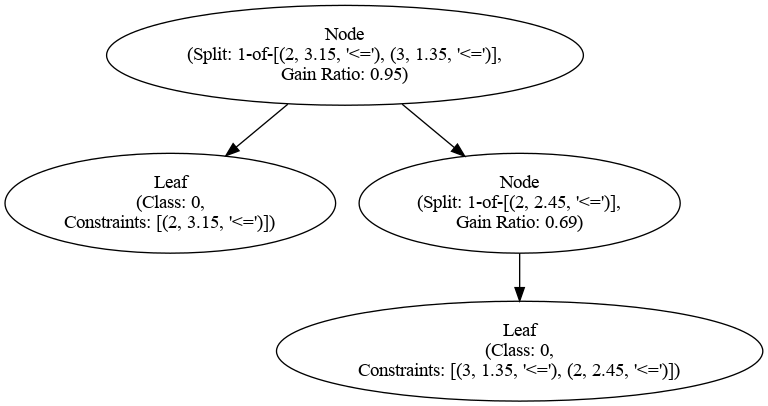 Node
(Split: 1-of-[(2, 3.15, '<='), (3, 1.35, '<=')],
Gain Ratio: 0.95)
Leaf
(Class: 0,
Constraints: [(2, 3.15, '<=')])
Node
(Split: 1-of-[(2, 2.45, '<=')],
Gain Ratio: 0.69)
Leaf
(Class: 0,
Constraints: [(3, 1.35, '<='), (2, 2.45, '<=')])